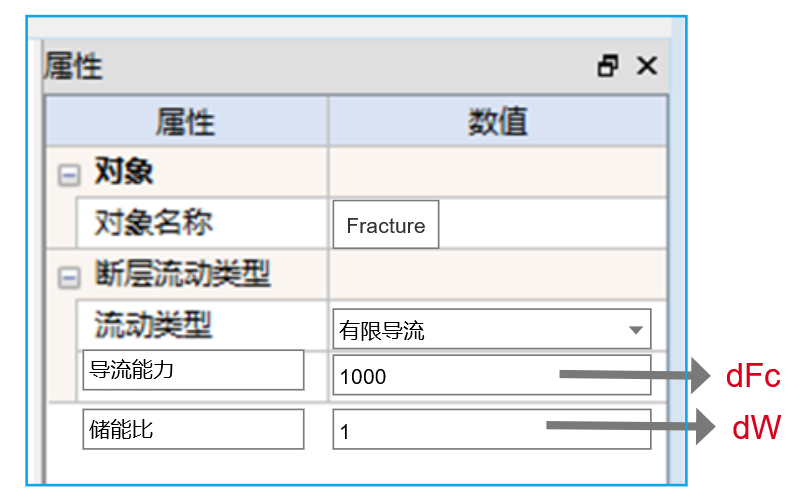 属性
属性 数值
对象
对象名称 Fracture
断层流动类型
流动类型 有限导流
导流能力 1000 dFc
储能比 1 dW